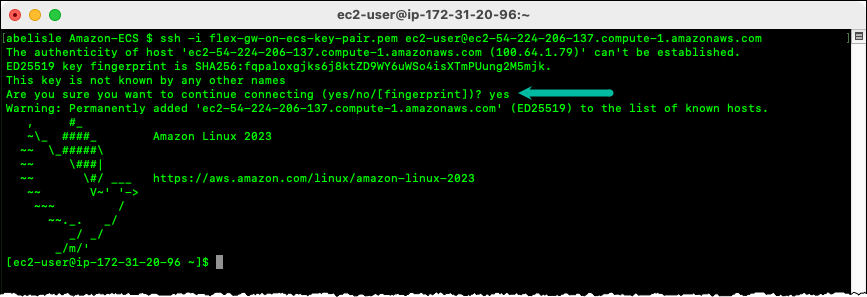 ec2-user@ip-172-31-20-96:~
[abelisle Amazon-ECS $ ssh -i flex-gw-on-ecs-key-pair.pem ec2-user@ec2-54-224-206-137.compute-1.amazonaws.com ]
The authenticity of host 'ec2-54-224-206-137.compute-1.amazonaws.com (100.64.1.79)' can't be established.
ED25519 key fingerprint is SHA256:fqpaloxgjks6j8ktZD9WY6uWSo4isXTmPUung2M5mjk.
This key is not known by any other names
Are you sure you want to continue connecting (yes/no/[fingerprint])? yes
Warning: Permanently added 'ec2-54-224-206-137.compute-1.amazonaws.com' (ED25519) to the list of known hosts.
   ,     #_
   ~\_  ####_        Amazon Linux 2023
  ~~  \_#####\
  ~~     \###|
  ~~       \#/ ___   https://aws.amazon.com/linux/amazon-linux-2023
   ~~       V~' '->
    ~~~         /
      ~~._.   _/
         _/ _/
       _/m/'
[ec2-user@ip-172-31-20-96 ~]$